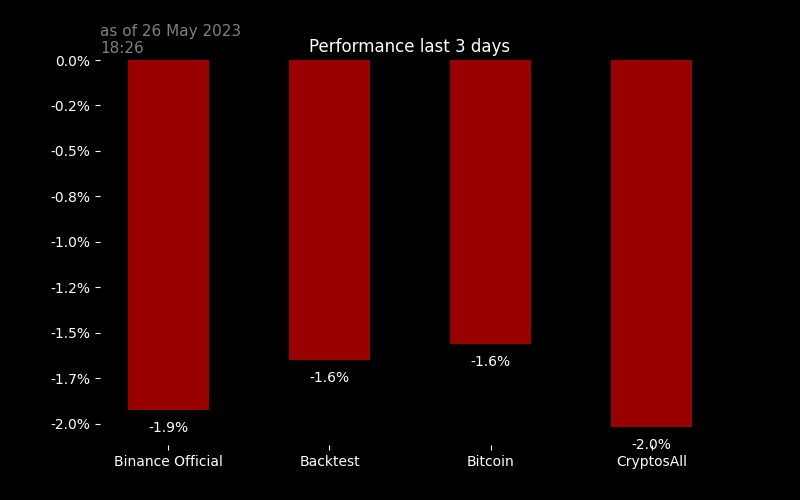 as of 26 May 2023
18:26
Performance last 3 days
0.0%
-0.2%
-0.5%
-0.8%
-1.0%
-1.2%
-1.5%
-1.7%
-2.0%
-1.9%
-1.6%
-1.6%
-2.0%
Binance Official
Backtest
Bitcoin
CryptosAll